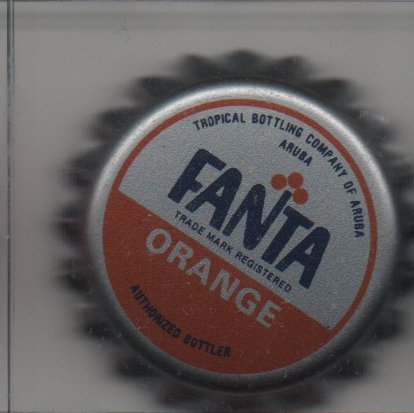 TROPICAL BOTTLING COMPANY OF ARUBA
ARUBA
FANTA
TRADE MARK REGISTERED
ORANGE
AUTHORIZED BOTTLER